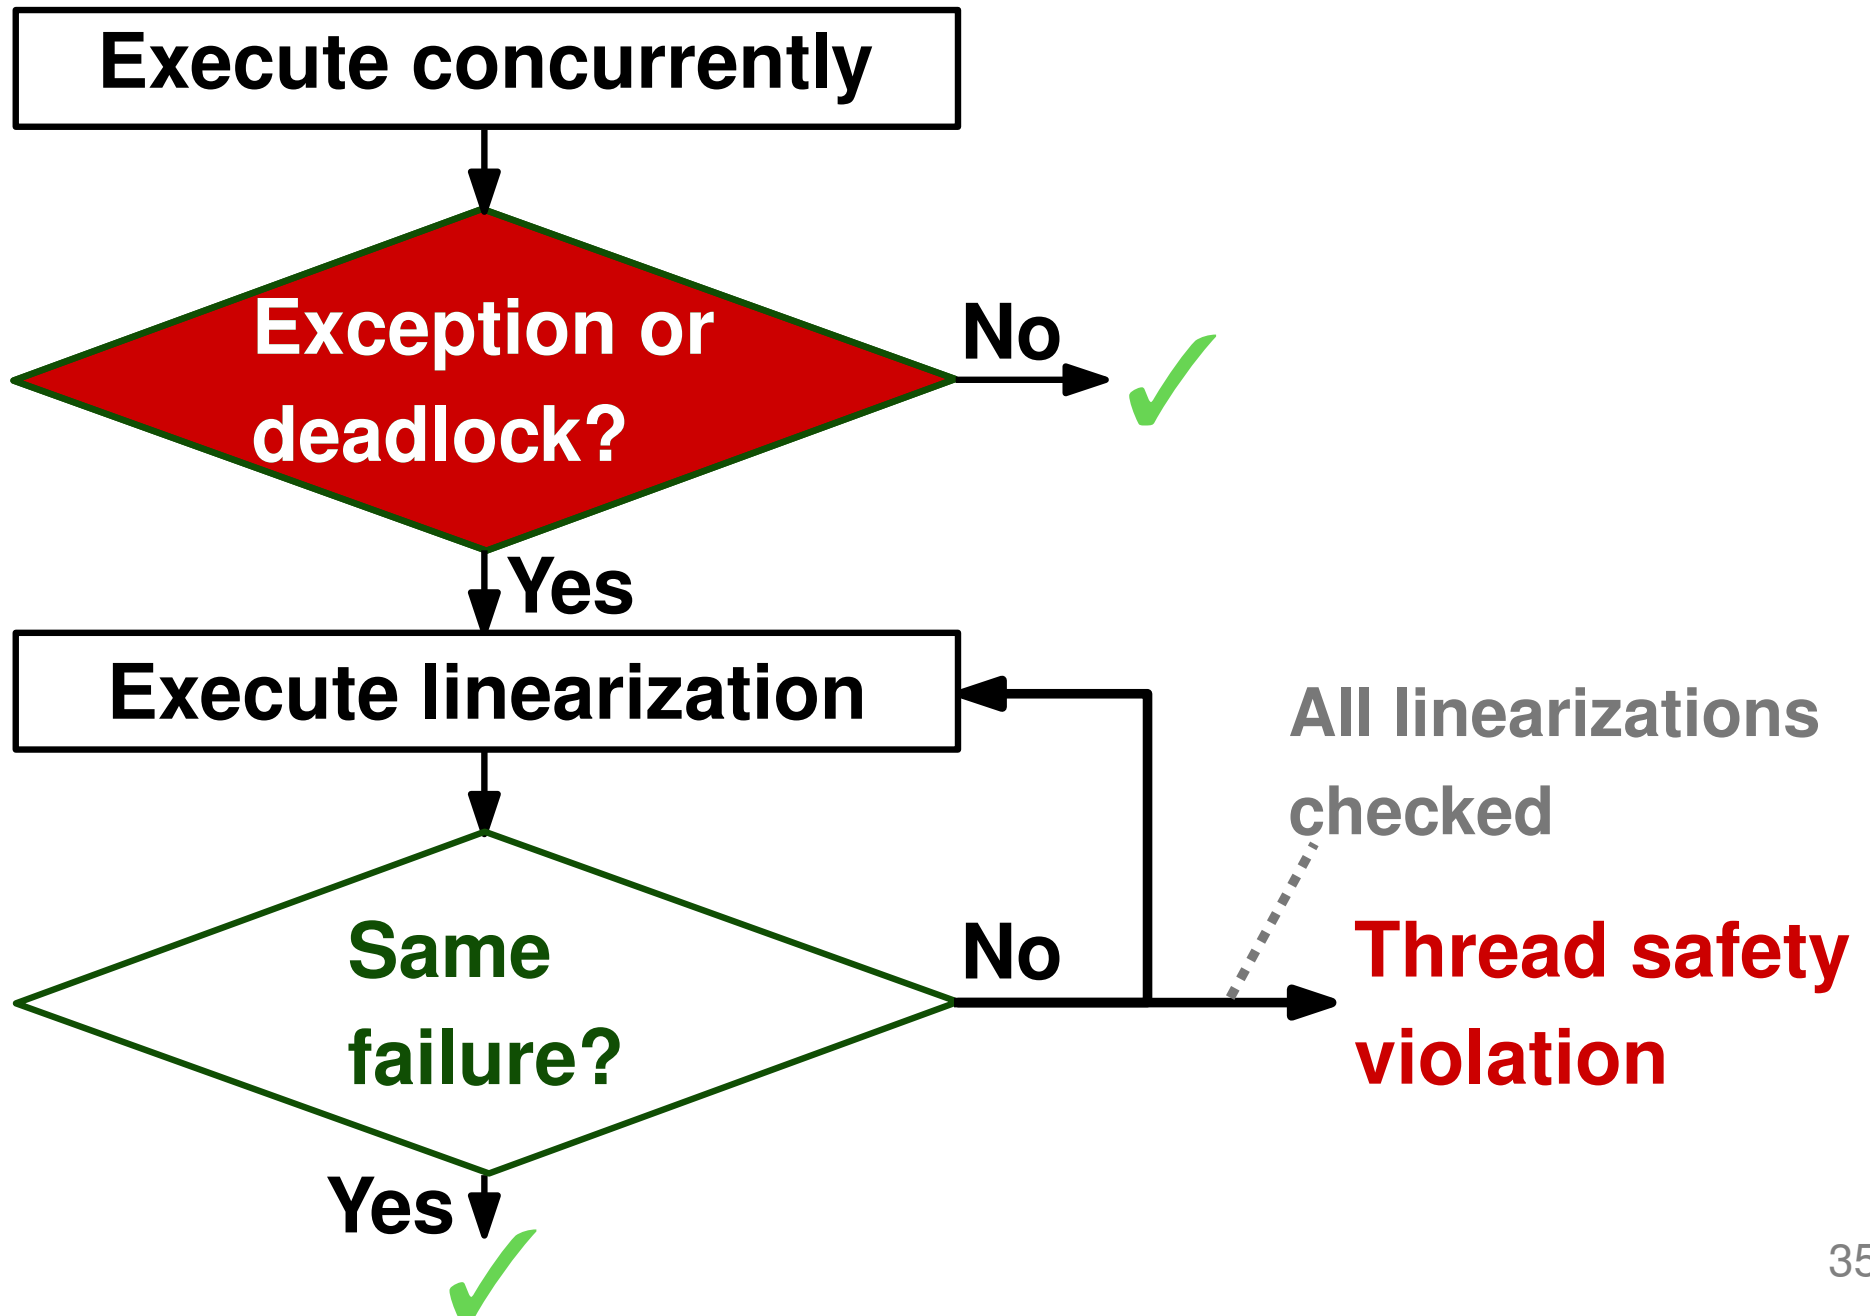 Execute concurrently
Exception or
deadlock?
No
Yes
Execute linearization
All linearizations
checked
Same
failure?
No
Thread safety
violation
Yes
35